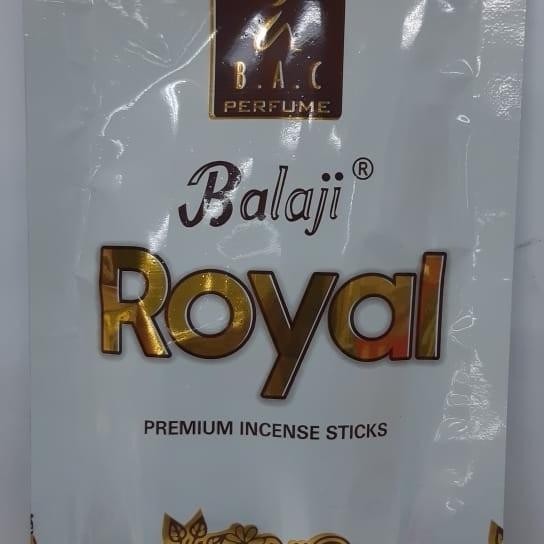 B.A.C
PERFUME
Balaji®
Royal
PREMIUM INCENSE STICKS